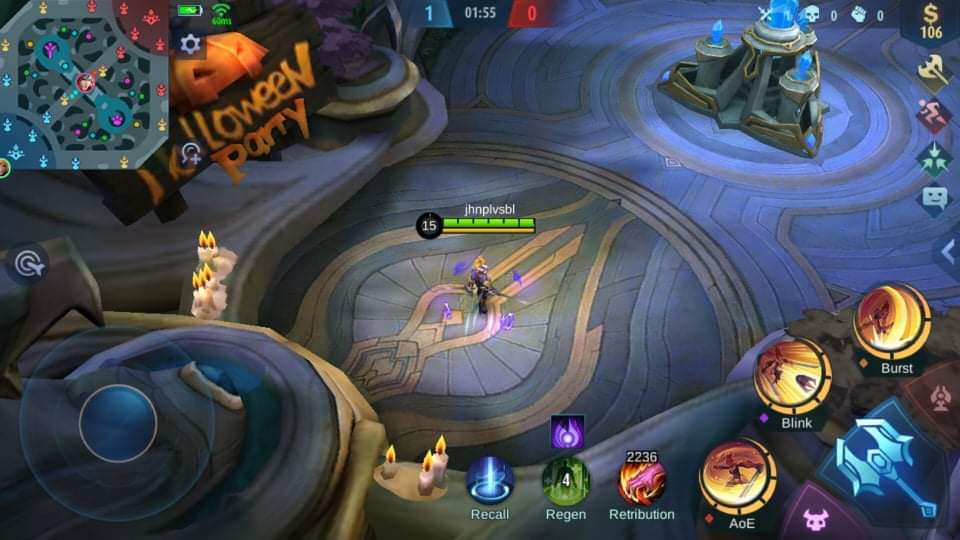 60ms
1
01:55
0
0
0
$
106
Halloween
Party
jhnplvsbl
15
Burst
Blink
2236
4
Recall
Regen
Retribution
AoE